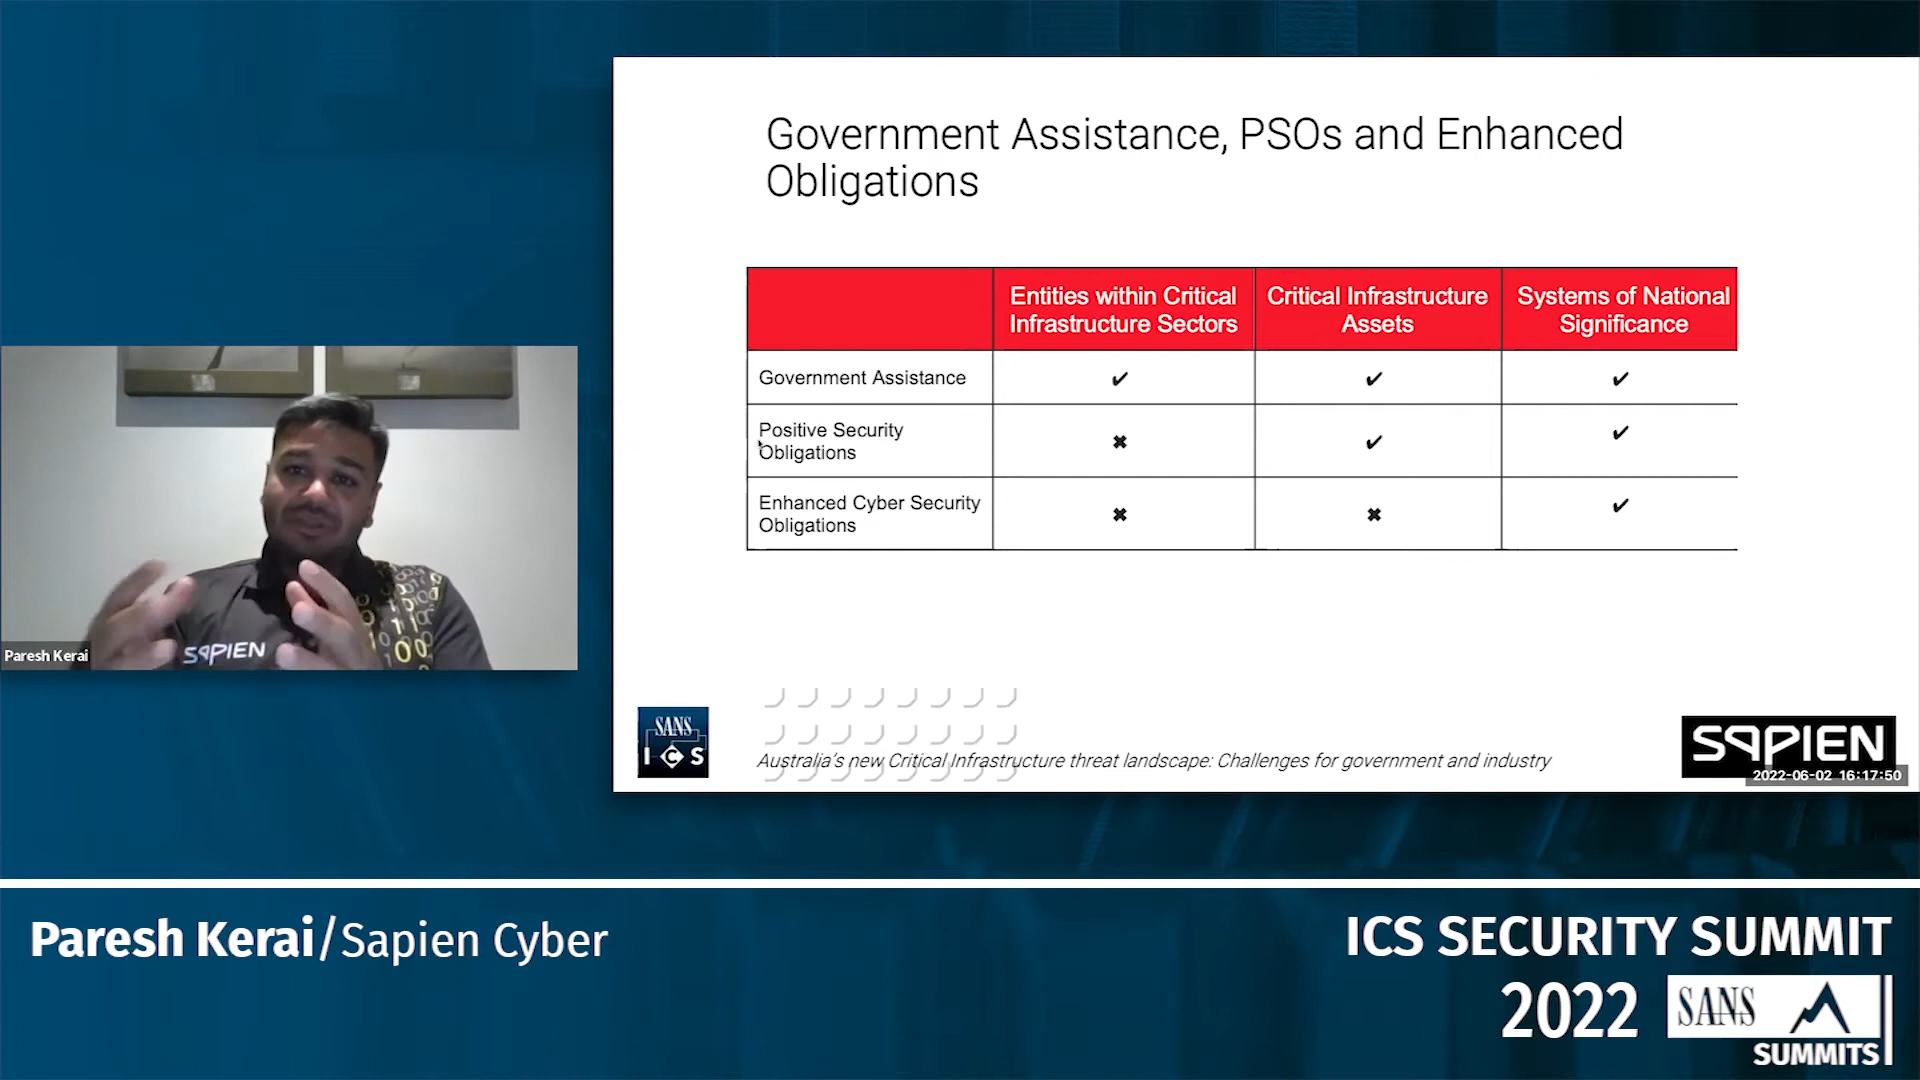 Government Assistance, PSOs and Enhanced
Obligations
Entities within Critical
Infrastructure Sectors
Critical Infrastructure
Assets
Systems of National
Significance
Government Assistance ✔ ✔ ✔
Positive Security
Obligations
✖ ✔ ✔
Enhanced Cyber Security
Obligations
✖ ✖ ✔
SAPIEN
Paresh Kerai
SANS
ICS
Australia's new Critical Infrastructure threat landscape: Challenges for government and industry
SAPIEN
2022-06-02 16:17:50
Paresh Kerai/Sapien Cyber
ICS SECURITY SUMMIT
2022
SANS
SUMMITS